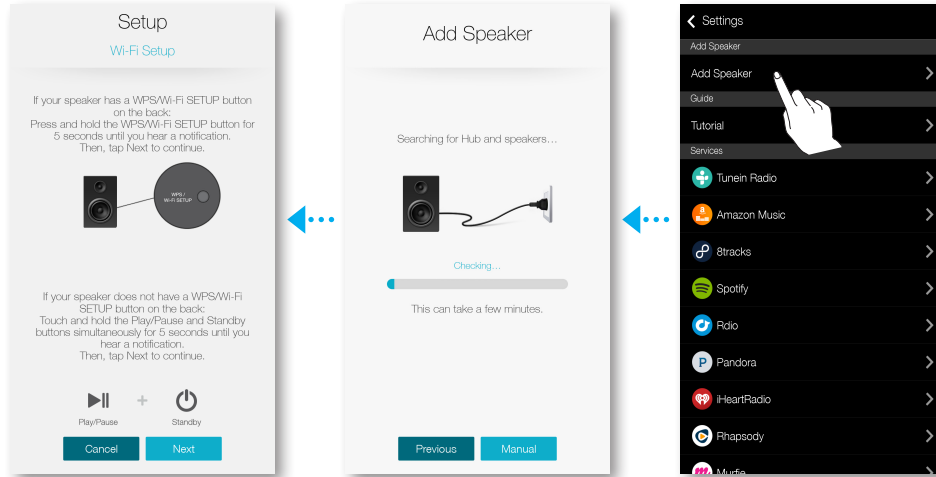 Setup
Wi-Fi Setup
If your speaker has a WPS/Wi-Fi SETUP button
on the back:
Press and hold the WPS/Wi-Fi SETUP button for
5 seconds until you hear a notification.
Then, tap Next to continue.
WPS /
Wi-Fi SETUP
If your speaker does not have a WPS/Wi-Fi
SETUP button on the back:
Touch and hold the Play/Pause and Standby
buttons simultaneously for 5 seconds until you
hear a notification.
Then, tap Next to continue.
+
Play/Pause
Standby
Cancel
Next
Add Speaker
Searching for Hub and speakers...
Checking...
This can take a few minutes.
Previous
Manual
Settings
Add Speaker
Add Speaker
Guide
Tutorial
Services
Tunein Radio
a
Amazon Music
8tracks
Spotify
Rdio
P
Pandora
iHeartRadio
Rhapsody
m
Murfie